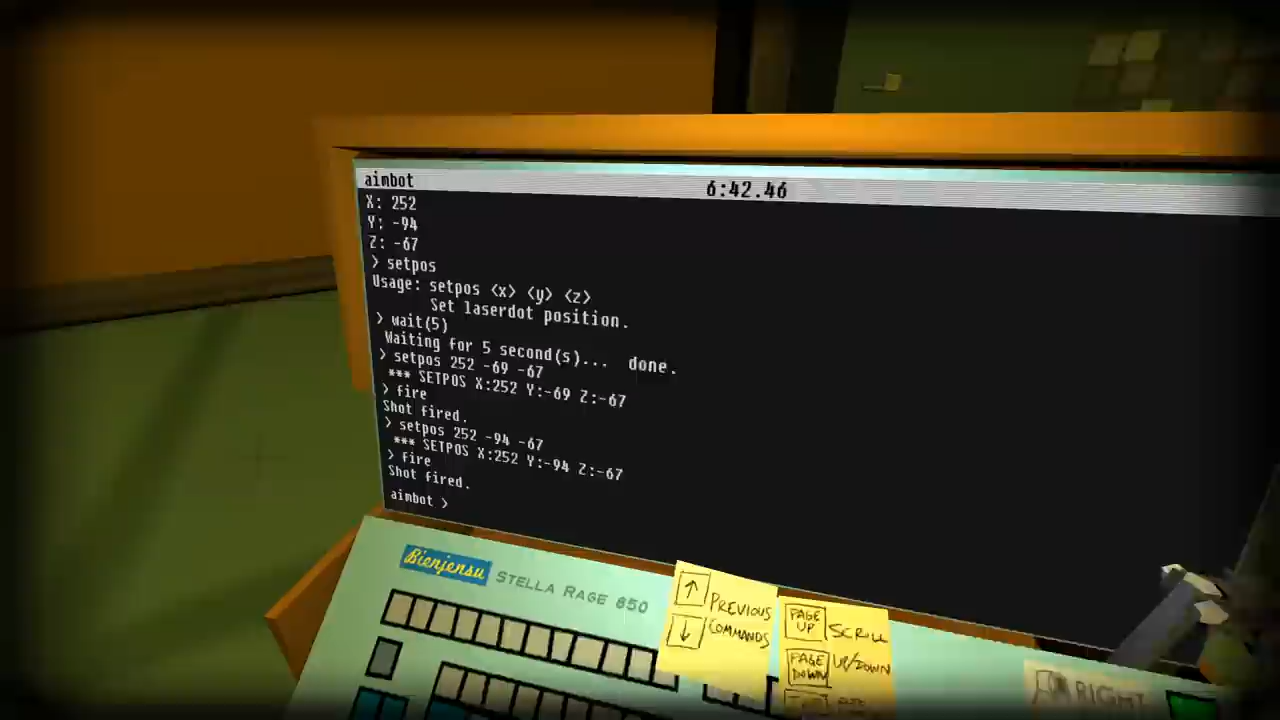 aimbot 6:42.46
X: 252
Y: -94
Z: -67
> setpos
Usage: setpos <x> <y> <z>
Set laserdot position.
> wait(5)
Waiting for 5 second(s)... done.
> setpos 252 -69 -67
*** SETPOS X:252 Y:-69 Z:-67
> fire
Shot fired.
> setpos 252 -94 -67
*** SETPOS X:252 Y:-94 Z:-67
> fire
Shot fired.
aimbot >
Bienjensu STELLA RAGE 650
↑ PREVIOUS
↓ COMMANDS
PAGE UP SCROLL
PAGE DOWN UP/DOWN
RIGHT